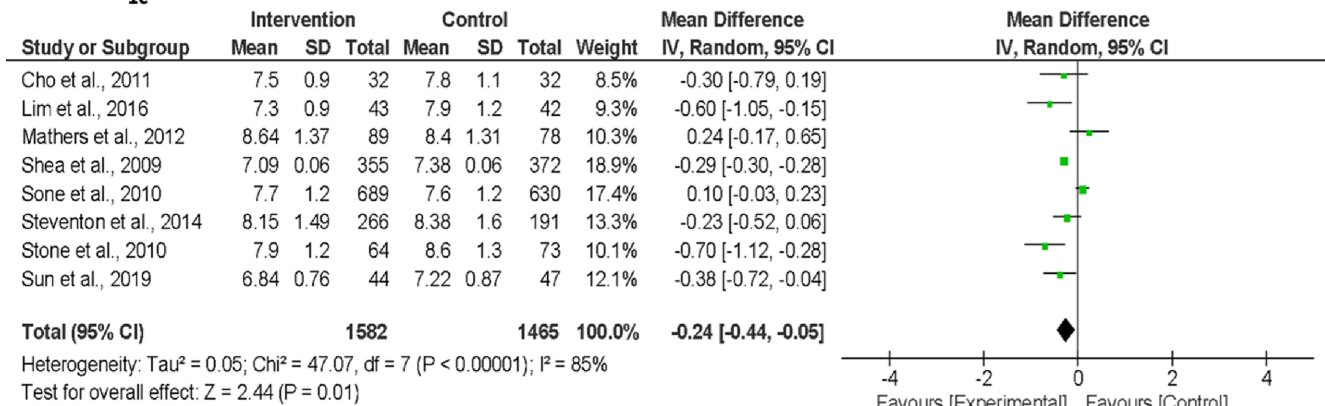 1c
Intervention Control Mean Difference Mean Difference
Study or Subgroup Mean SD Total Mean SD Total Weight IV, Random, 95% CI IV, Random, 95% CI
Cho et al., 2011 7.5 0.9 32 7.8 1.1 32 8.5% -0.30 [-0.79, 0.19]
Lim et al., 2016 7.3 0.9 43 7.9 1.2 42 9.3% -0.60 [-1.05, -0.15]
Mathers et al., 2012 8.64 1.37 89 8.4 1.31 78 10.3% 0.24 [-0.17, 0.65]
Shea et al., 2009 7.09 0.06 355 7.38 0.06 372 18.9% -0.29 [-0.30, -0.28]
Sone et al., 2010 7.7 1.2 689 7.6 1.2 630 17.4% 0.10 [-0.03, 0.23]
Steventon et al., 2014 8.15 1.49 266 8.38 1.6 191 13.3% -0.23 [-0.52, 0.06]
Stone et al., 2010 7.9 1.2 64 8.6 1.3 73 10.1% -0.70 [-1.12, -0.28]
Sun et al., 2019 6.84 0.76 44 7.22 0.87 47 12.1% -0.38 [-0.72, -0.04]
Total (95% CI) 1582 1465 100.0% -0.24 [-0.44, -0.05]
Heterogeneity: Tau² = 0.05; Chi² = 47.07, df = 7 (P < 0.00001); I² = 85%
Test for overall effect: Z = 2.44 (P = 0.01)
-4 -2 0 2 4
Favours [Experimental] Favours [Control]